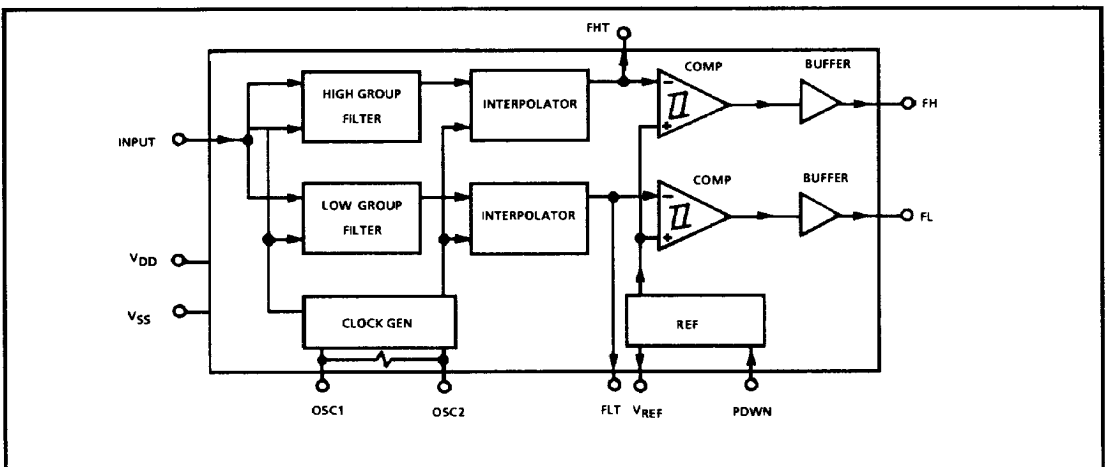 FHT
COMP
BUFFER
HIGH GROUP
FILTER
INTERPOLATOR
FH
INPUT
COMP
BUFFER
LOW GROUP
FILTER
INTERPOLATOR
FL
VDD
VSS
CLOCK GEN
REF
OSC1
OSC2
FLT
VREF
PDWN